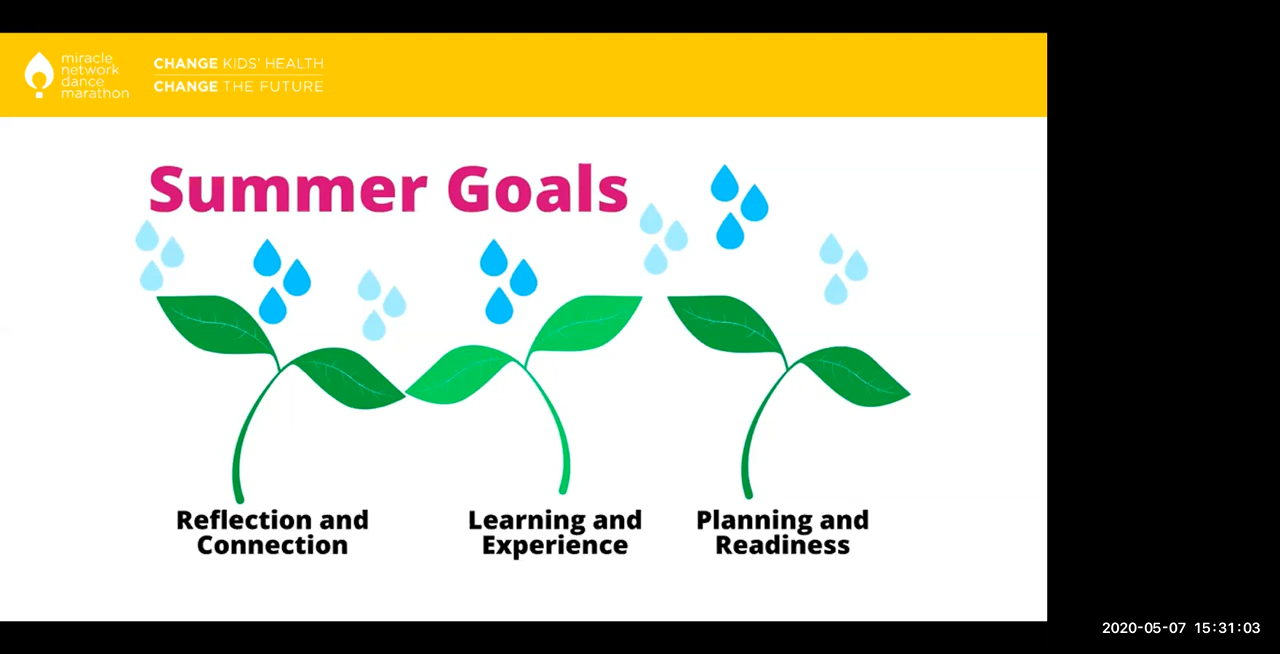 miracle
network
dance
marathon
CHANGE KIDS' HEALTH
CHANGE THE FUTURE
Summer Goals
Reflection and
Connection
Learning and
Experience
Planning and
Readiness
2020-05-07 15:31:03